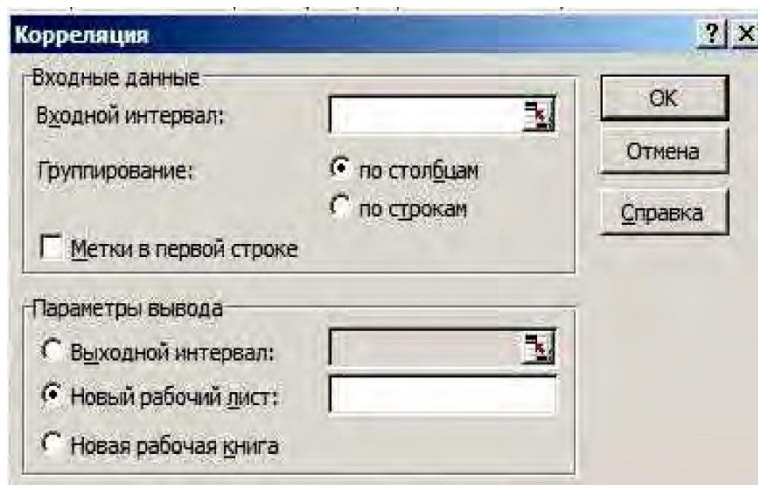 Корреляция
Входные данные
Входной интервал:
Группирование:
по столбцам
по строкам
Метки в первой строке
OK
Отмена
Справка
Параметры вывода
Выходной интервал:
Новый рабочий лист:
Новая рабочая книга